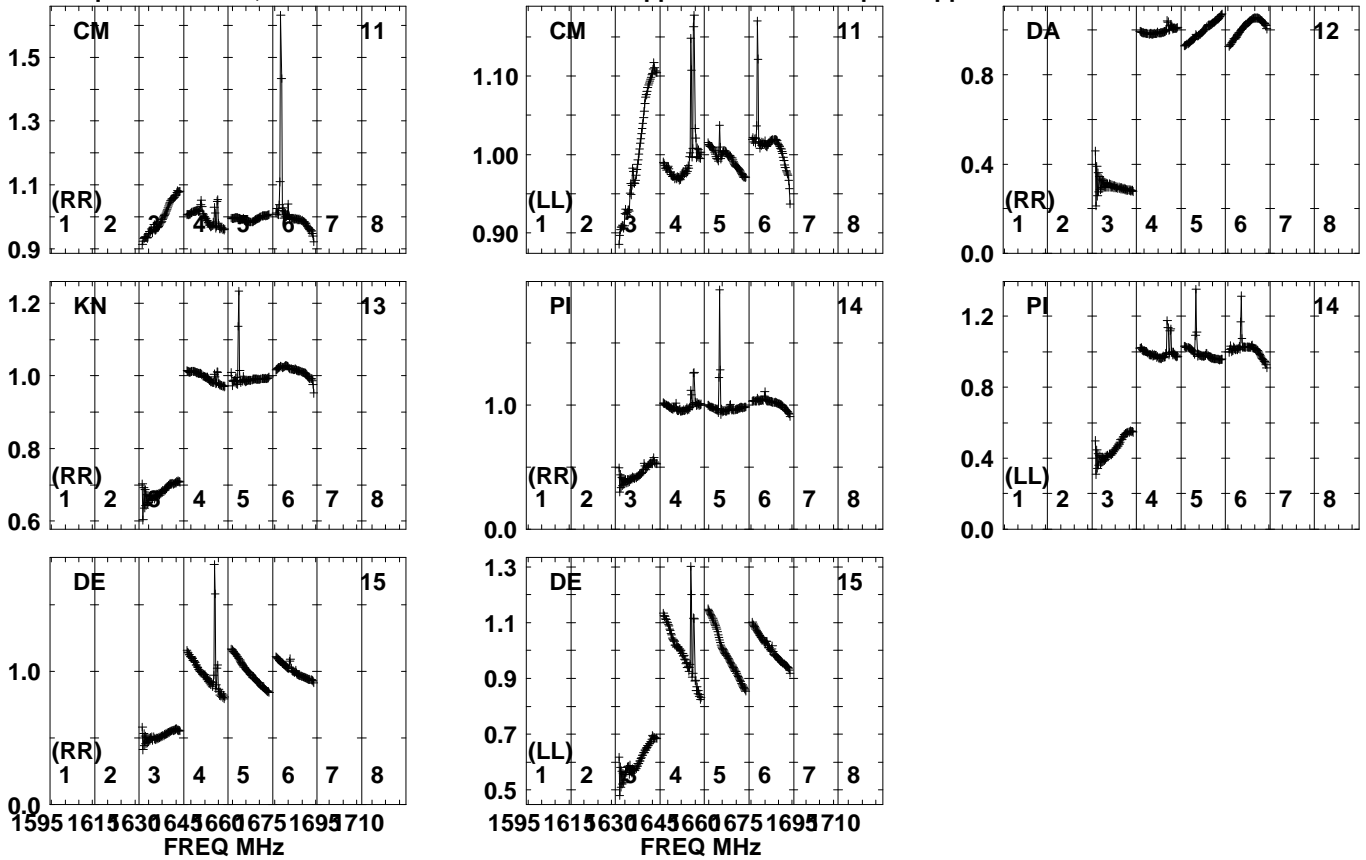 CM 11
1.5
1.3
1.1
0.9
(RR)
1 2 3 4 5 6 7 8
CM 11
1.10
1.00
0.90
(LL)
1 2 3 4 5 6 7 8
DA 12
0.8
0.4
0.0
(RR)
1 2 3 4 5 6 7 8
KN 13
1.2
1.0
0.8
0.6
(RR)
1 2 3 4 5 6 7 8
PI 14
1.0
0.0
(RR)
1 2 3 4 5 6 7 8
PI 14
1.2
0.8
0.4
0.0
(LL)
1 2 3 4 5 6 7 8
DE 15
1.0
0.0
(RR)
1 2 3 4 5 6 7 8
1595 1615 1630 1645 1660 1675 1695 1710
FREQ MHz
DE 15
1.3
1.1
0.9
0.7
0.5
(LL)
1 2 3 4 5 6 7 8
1595 1615 1630 1645 1660 1675 1695 1710
FREQ MHz